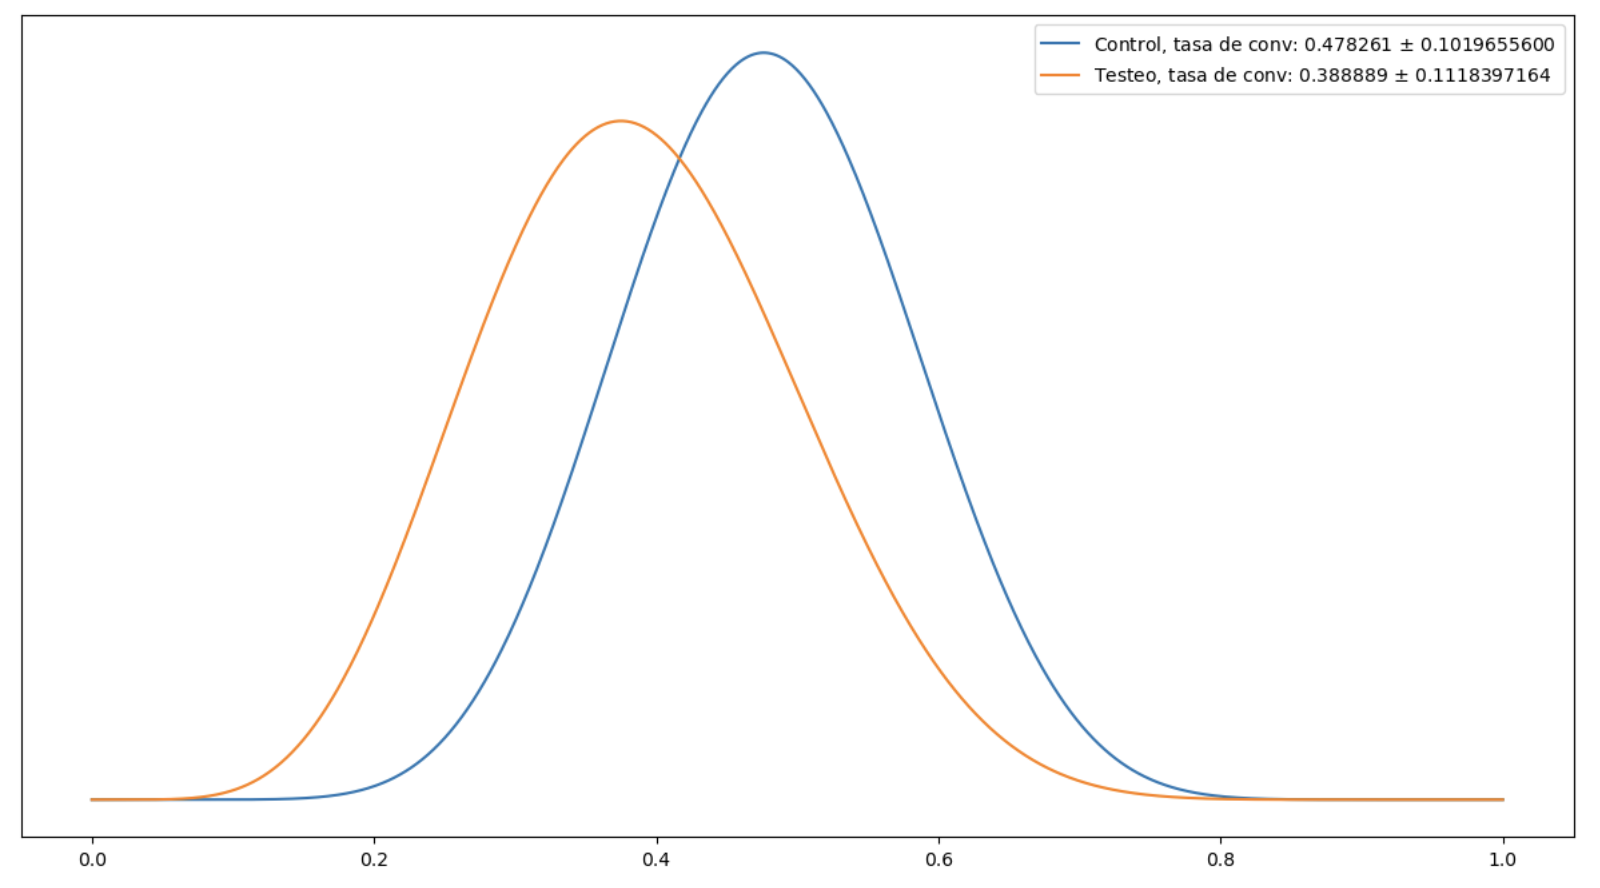 Control, tasa de conv: 0.478261 ± 0.1019655600
Testeo, tasa de conv: 0.388889 ± 0.1118397164
0.0 0.2 0.4 0.6 0.8 1.0